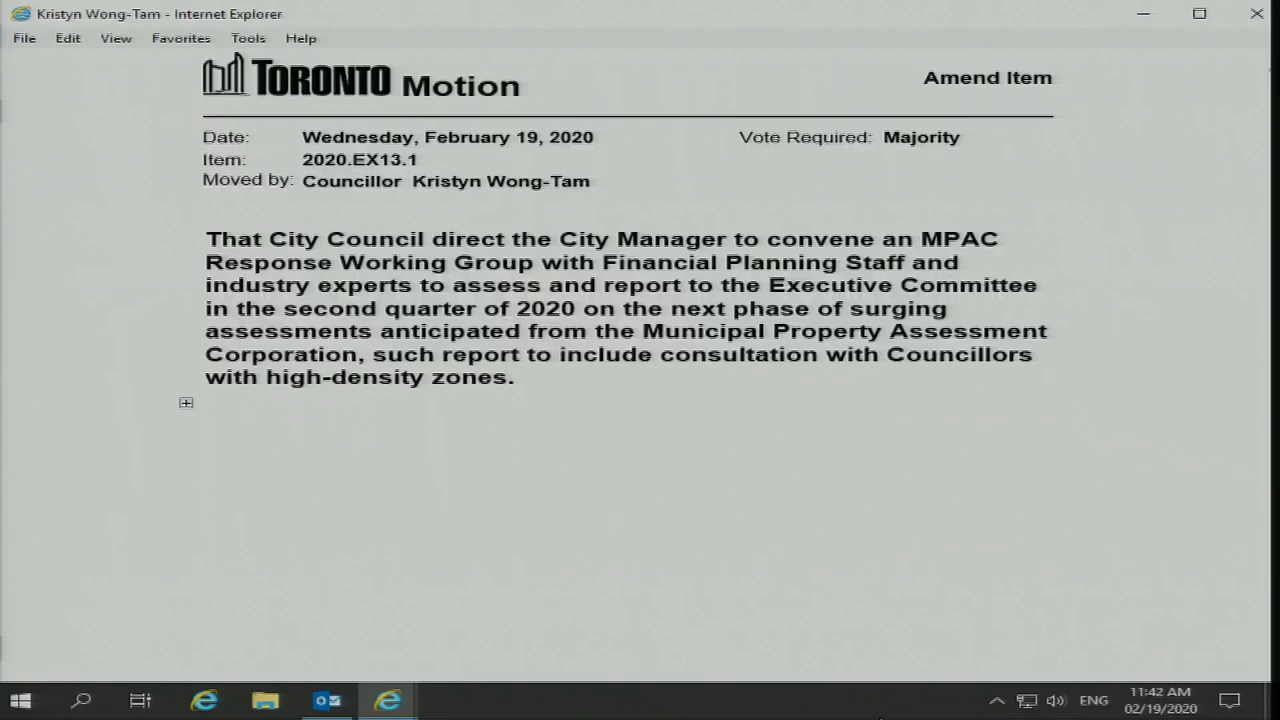 Kristyn Wong-Tam - Internet Explorer
File Edit View Favorites Tools Help
TORONTO Motion
Amend Item
Date: Wednesday, February 19, 2020
Vote Required: Majority
Item: 2020.EX13.1
Moved by: Councillor Kristyn Wong-Tam
That City Council direct the City Manager to convene an MPAC
Response Working Group with Financial Planning Staff and
industry experts to assess and report to the Executive Committee
in the second quarter of 2020 on the next phase of surging
assessments anticipated from the Municipal Property Assessment
Corporation, such report to include consultation with Councillors
with high-density zones.
ENG
11:42 AM
02/19/2020